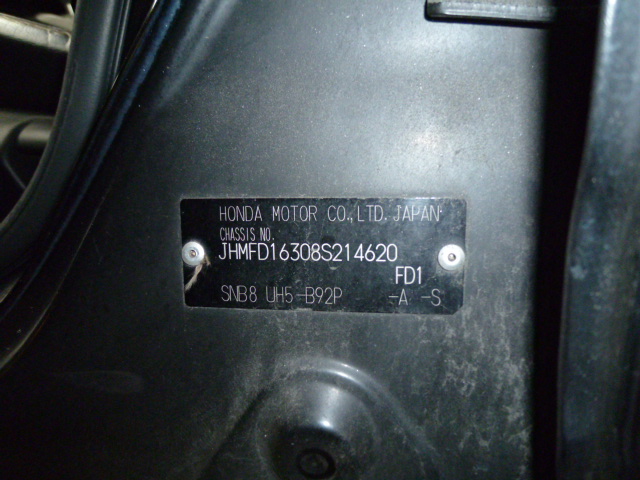 HONDA MOTOR CO.,LTD. JAPAN
CHASSIS NO.
JHMFD16308S214620
FD1
SNB8 UH5-B92P -A -S